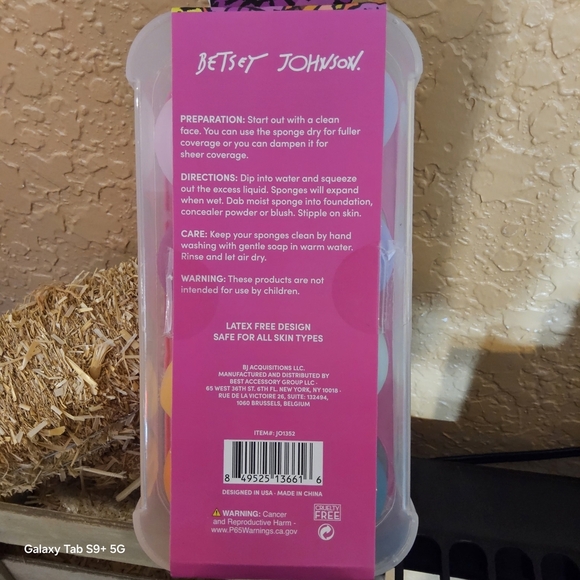 BETSEY JOHNSON.
PREPARATION: Start out with a clean
face. You can use the sponge dry for fuller
coverage or you can dampen it for
sheer coverage.
DIRECTIONS: Dip into water and squeeze
out the excess liquid. Sponges will expand
when wet. Dab moist sponge into foundation,
concealer powder or blush. Stipple on skin.
CARE: Keep your sponges clean by hand
washing with gentle soap in warm water.
Rinse and let air dry.
WARNING: These products are not
intended for use by children.
LATEX FREE DESIGN
SAFE FOR ALL SKIN TYPES
BJ ACQUISITIONS LLC.
MANUFACTURED AND DISTRIBUTED BY
BEST ACCESSORY GROUP LLC -
65 WEST 36TH ST. 6TH FL. NEW YORK, NY 10018 -
RUE DE LA VICTOIRE 26, SUITE: 132494,
1060 BRUSSELS, BELGIUM
ITEM#: JO1352
8 49525 13661 6
DESIGNED IN USA · MADE IN CHINA
WARNING: Cancer
and Reproductive Harm -
www.P65Warnings.ca.gov
CRUELTY
FREE
Galaxy Tab S9+ 5G